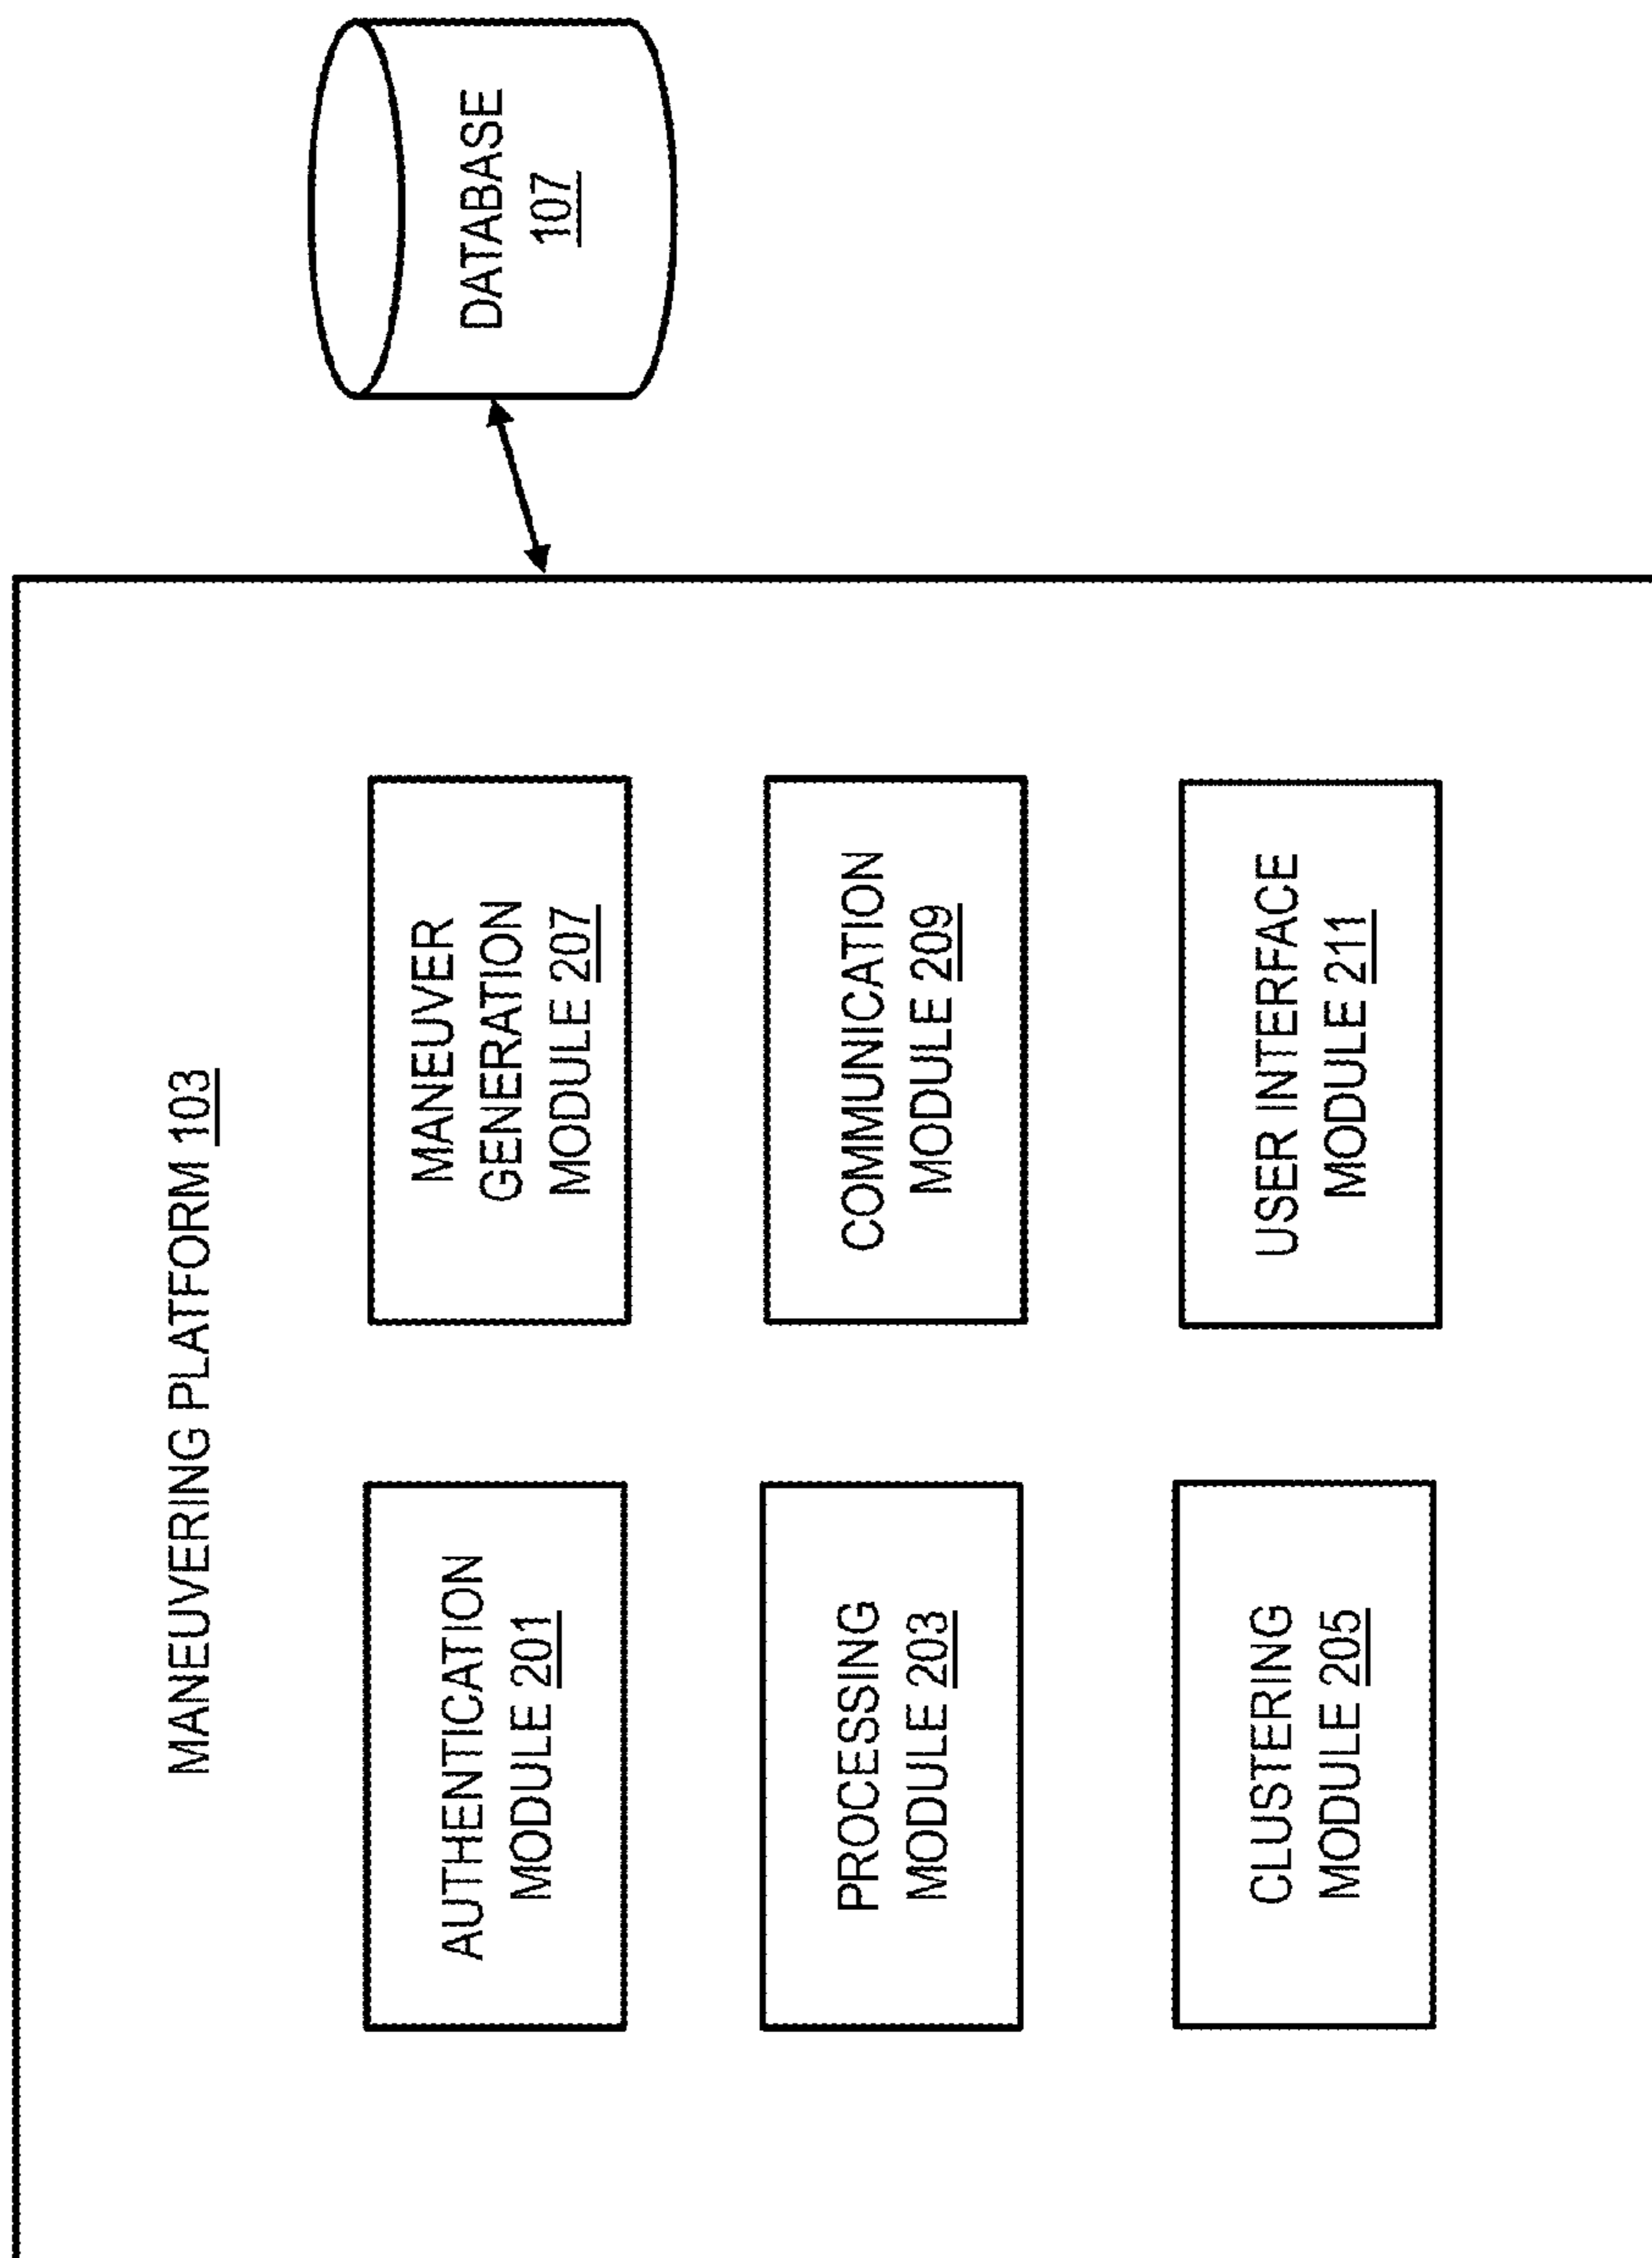 MANEUVERING PLATFORM 103
AUTHENTICATION
MODULE 201
PROCESSING
MODULE 203
CLUSTERING
MODULE 205
MANEUVER
GENERATION
MODULE 207
COMMUNICATION
MODULE 209
USER INTERFACE
MODULE 211
DATABASE
107